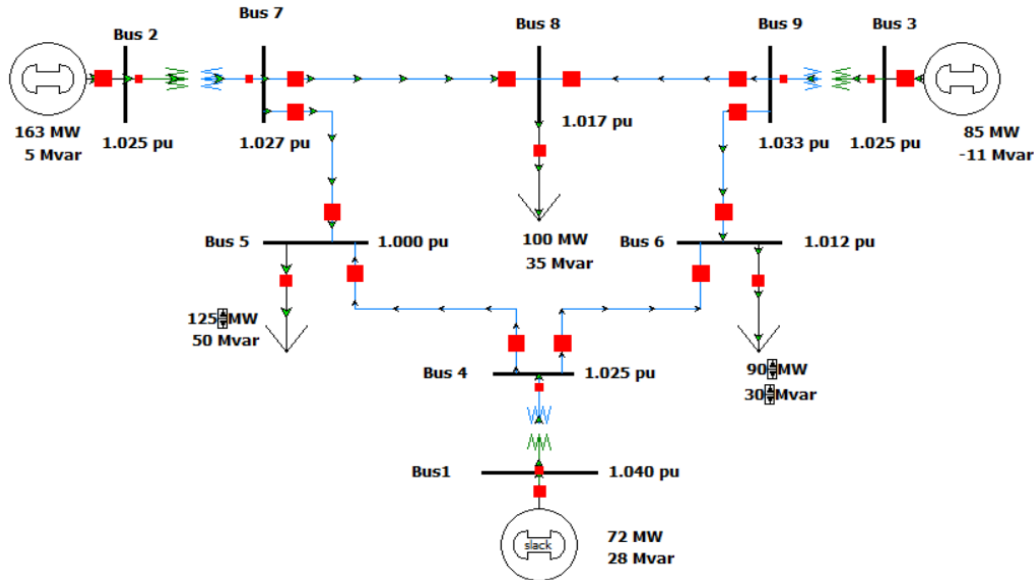 Bus 7
Bus 8
Bus 9
Bus 3
Bus 2
163 MW
5 Mvar
1.025 pu
1.027 pu
1.017 pu
1.033 pu
1.025 pu
85 MW
-11 Mvar
100 MW
35 Mvar
Bus 5
1.000 pu
Bus 6
1.012 pu
125 MW
50 Mvar
90 MW
30 Mvar
Bus 4
1.025 pu
Bus1
1.040 pu
slack
72 MW
28 Mvar